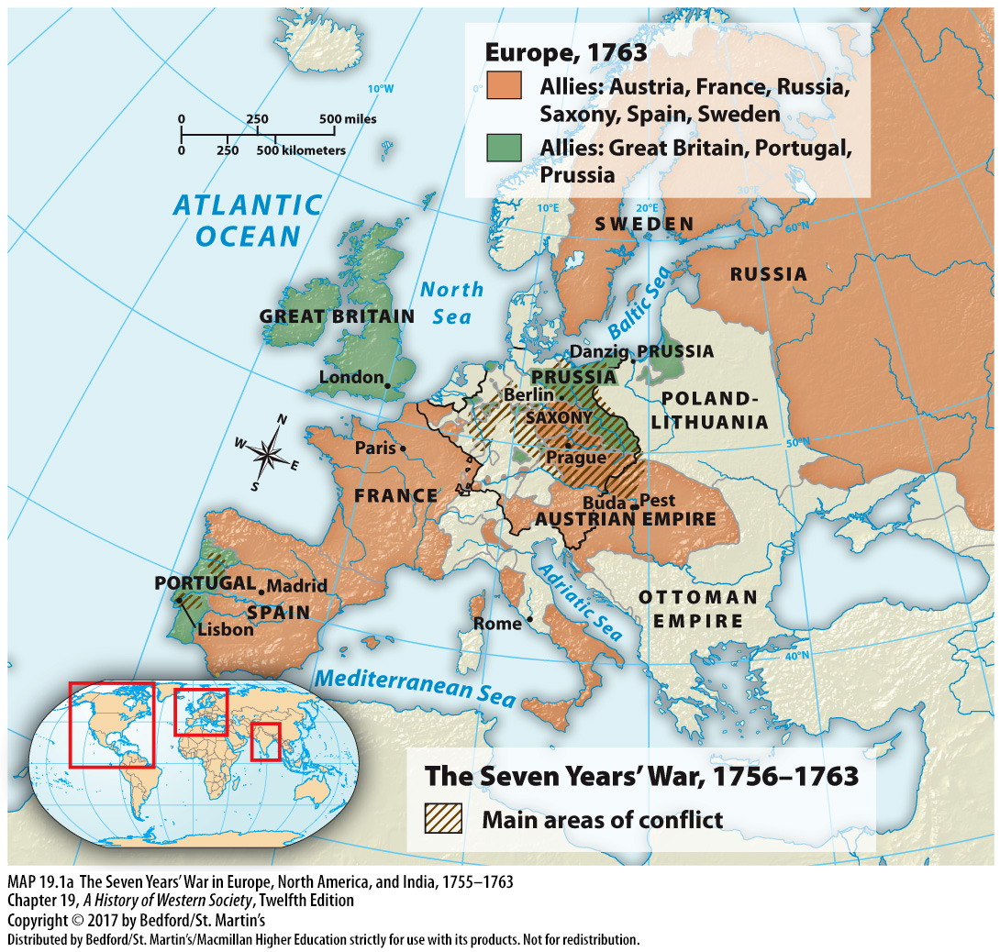 Europe, 1763
Allies: Austria, France, Russia,
Saxony, Spain, Sweden
Allies: Great Britain, Portugal,
Prussia
10°W
0°
10°E
20°E
30°E
60°N
50°N
40°N
0 250 500 miles
0 250 500 kilometers
ATLANTIC
OCEAN
North
Sea
Baltic Sea
SWEDEN
RUSSIA
GREAT BRITAIN
London
Danzig
PRUSSIA
PRUSSIA
Berlin
SAXONY
POLAND-
LITHUANIA
Prague
N
W
E
S
Paris
FRANCE
Buda
Pest
AUSTRIAN EMPIRE
PORTUGAL
Madrid
SPAIN
Lisbon
Adriatic Sea
OTTOMAN
EMPIRE
Rome
Mediterranean Sea
The Seven Years’ War, 1756–1763
Main areas of conflict
MAP 19.1a The Seven Years’ War in Europe, North America, and India, 1755–1763
Chapter 19, A History of Western Society, Twelfth Edition
Copyright © 2017 by Bedford/St. Martin’s
Distributed by Bedford/St. Martin’s/Macmillan Higher Education strictly for use with its products. Not for redistribution.